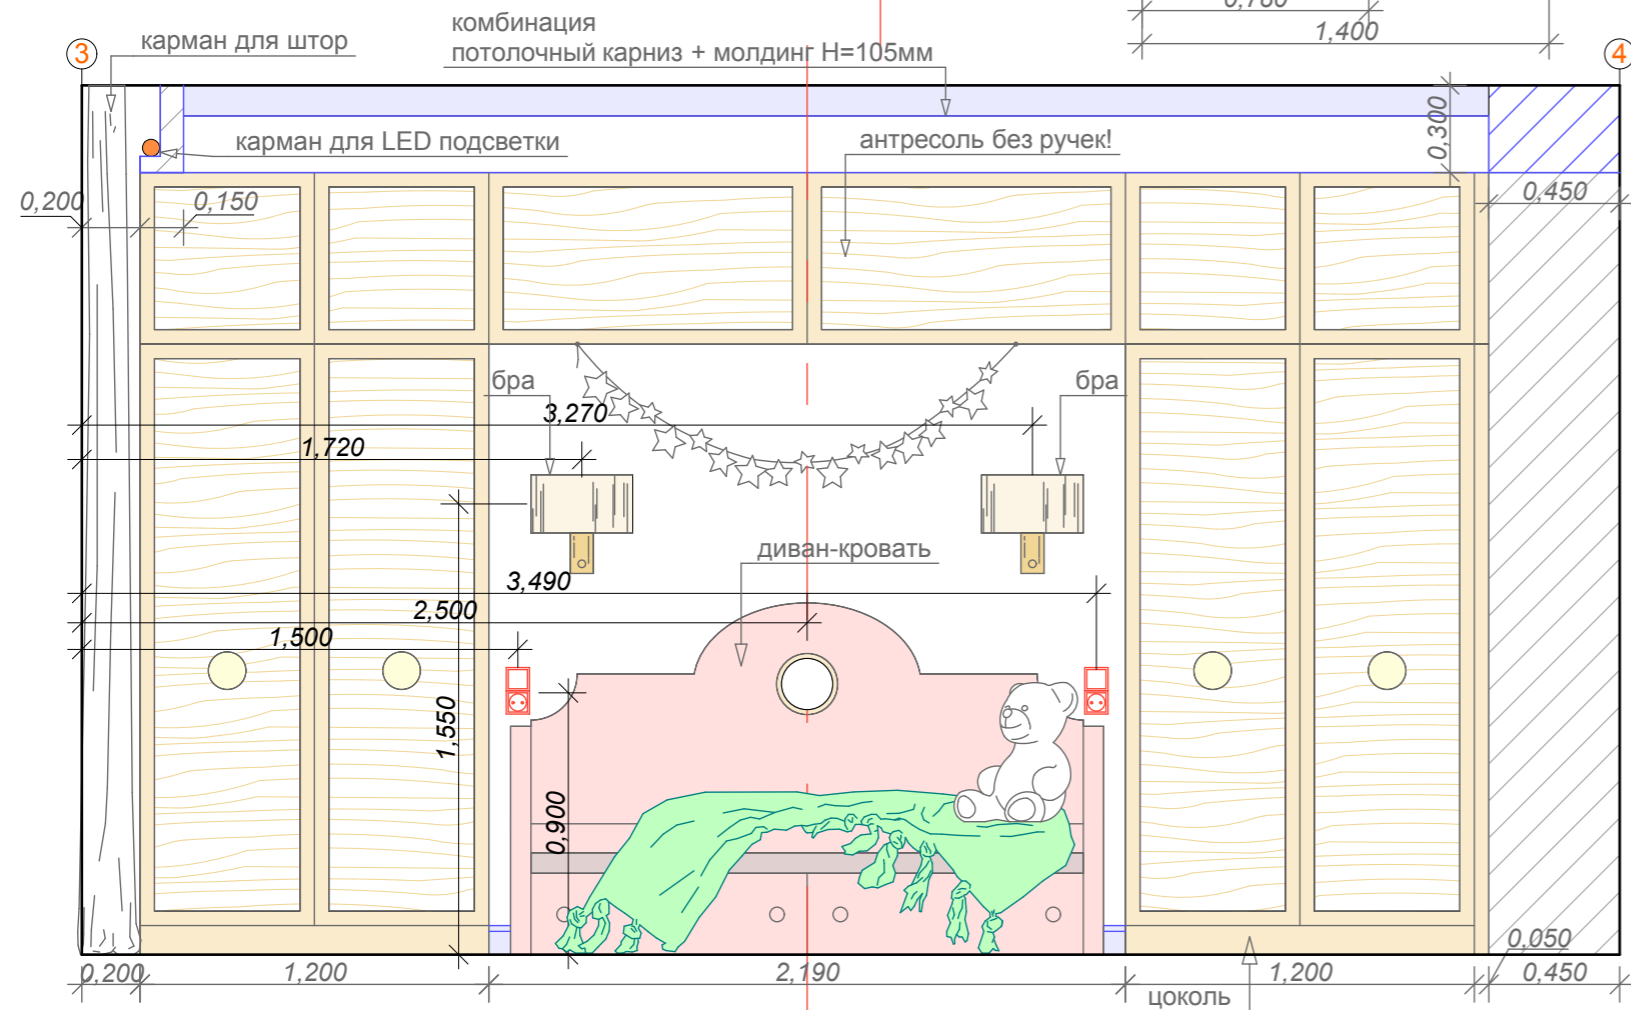 0,780
1,400
комбинация
потолочный карниз + молдинг H=105мм
карман для штор
3
4
карман для LED подсветки
антресоль без ручек!
0,300
0,200
0,150
0,450
бра
бра
3,270
1,720
диван-кровать
3,490
2,500
1,500
1,550
0,900
0,050
0,200
1,200
2,190
1,200
0,450
цоколь